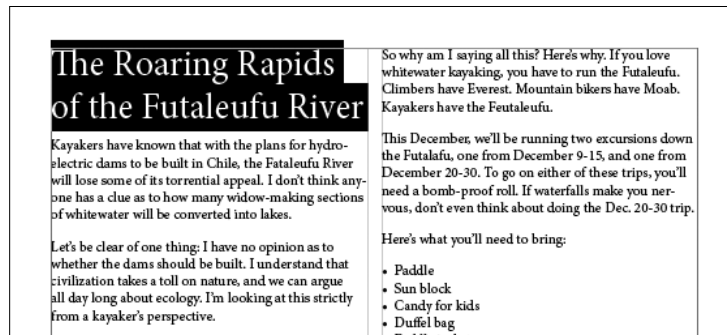 The Roaring Rapids
of the Futaleufu River
Kayakers have known that with the plans for hydro-
electric dams to be built in Chile, the Fataleufu River
will lose some of its torrential appeal. I don't think any-
one has a clue as to how many widow-making sections
of whitewater will be converted into lakes.
Let's be clear of one thing: I have no opinion as to
whether the dams should be built. I understand that
civilization takes a toll on nature, and we can argue
all day long about ecology. I'm looking at this strictly
from a kayaker's perspective.
So why am I saying all this? Here's why. If you love
whitewater kayaking, you have to run the Futaleufu.
Climbers have Everest. Mountain bikers have Moab.
Kayakers have the Feutaleufu.
This December, we'll be running two excursions down
the Futalafu, one from December 9-15, and one from
December 20-30. To go on either of these trips, you'll
need a bomb-proof roll. If waterfalls make you ner-
vous, don't even think about doing the Dec. 20-30 trip.
Here's what you'll need to bring:
• Paddle
• Sun block
• Candy for kids
• Duffel bag